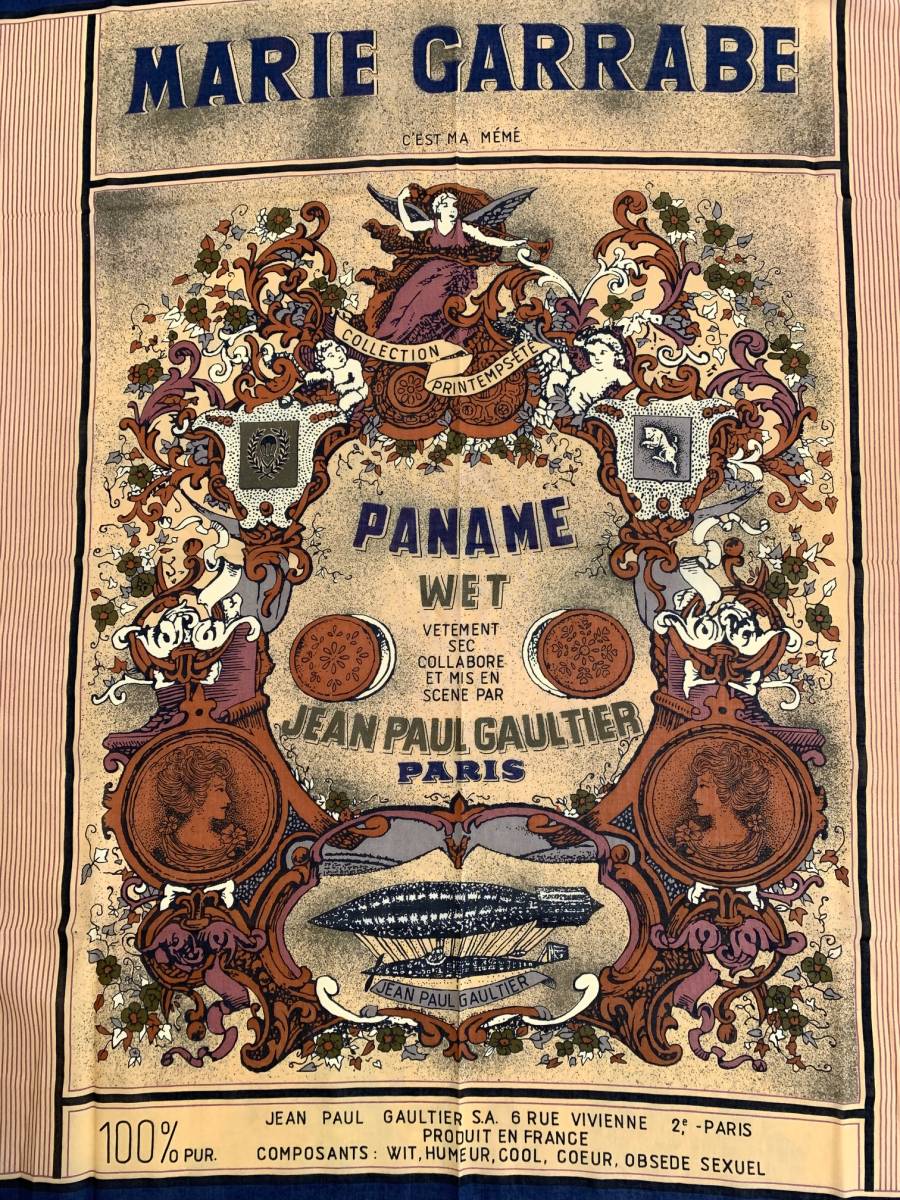 MARIE GARRABE
C'EST MA MÉMÉ
COLLECTION
PRINTEMPS ÉTÉ
PANAME
WET
VETEMENT
SEC
COLLABORE
ET MIS EN
SCENE PAR
JEAN PAUL GAULTIER
PARIS
JEAN PAUL GAULTIER
100% PUR.
JEAN PAUL GAULTIER S.A. 6 RUE VIVIENNE 2,e -PARIS
PRODUIT EN FRANCE
COMPOSANTS : WIT, HUMEUR, COOL, COEUR, OBSEDE SEXUEL